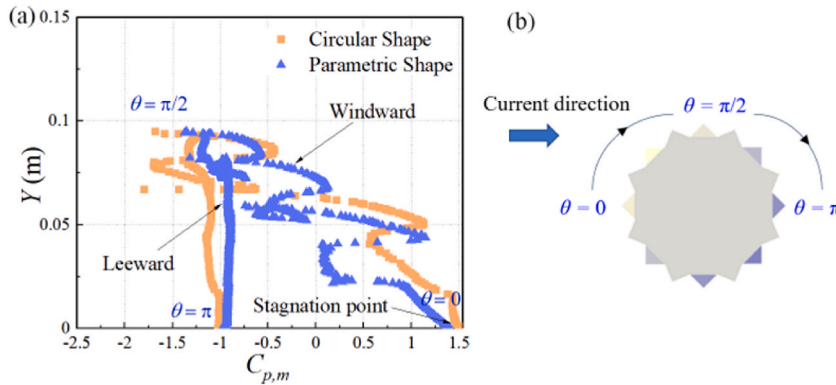 (a)
0.15
0.1
0.05
0
Y (m)
Circular Shape
Parametric Shape
θ = π/2
Windward
Leeward
θ = π
Stagnation point
θ = 0
-2.5 -2 -1.5 -1 -0.5 0 0.5 1 1.5
C_{p,m}
(b)
Current direction
θ = π/2
θ = 0
θ = π